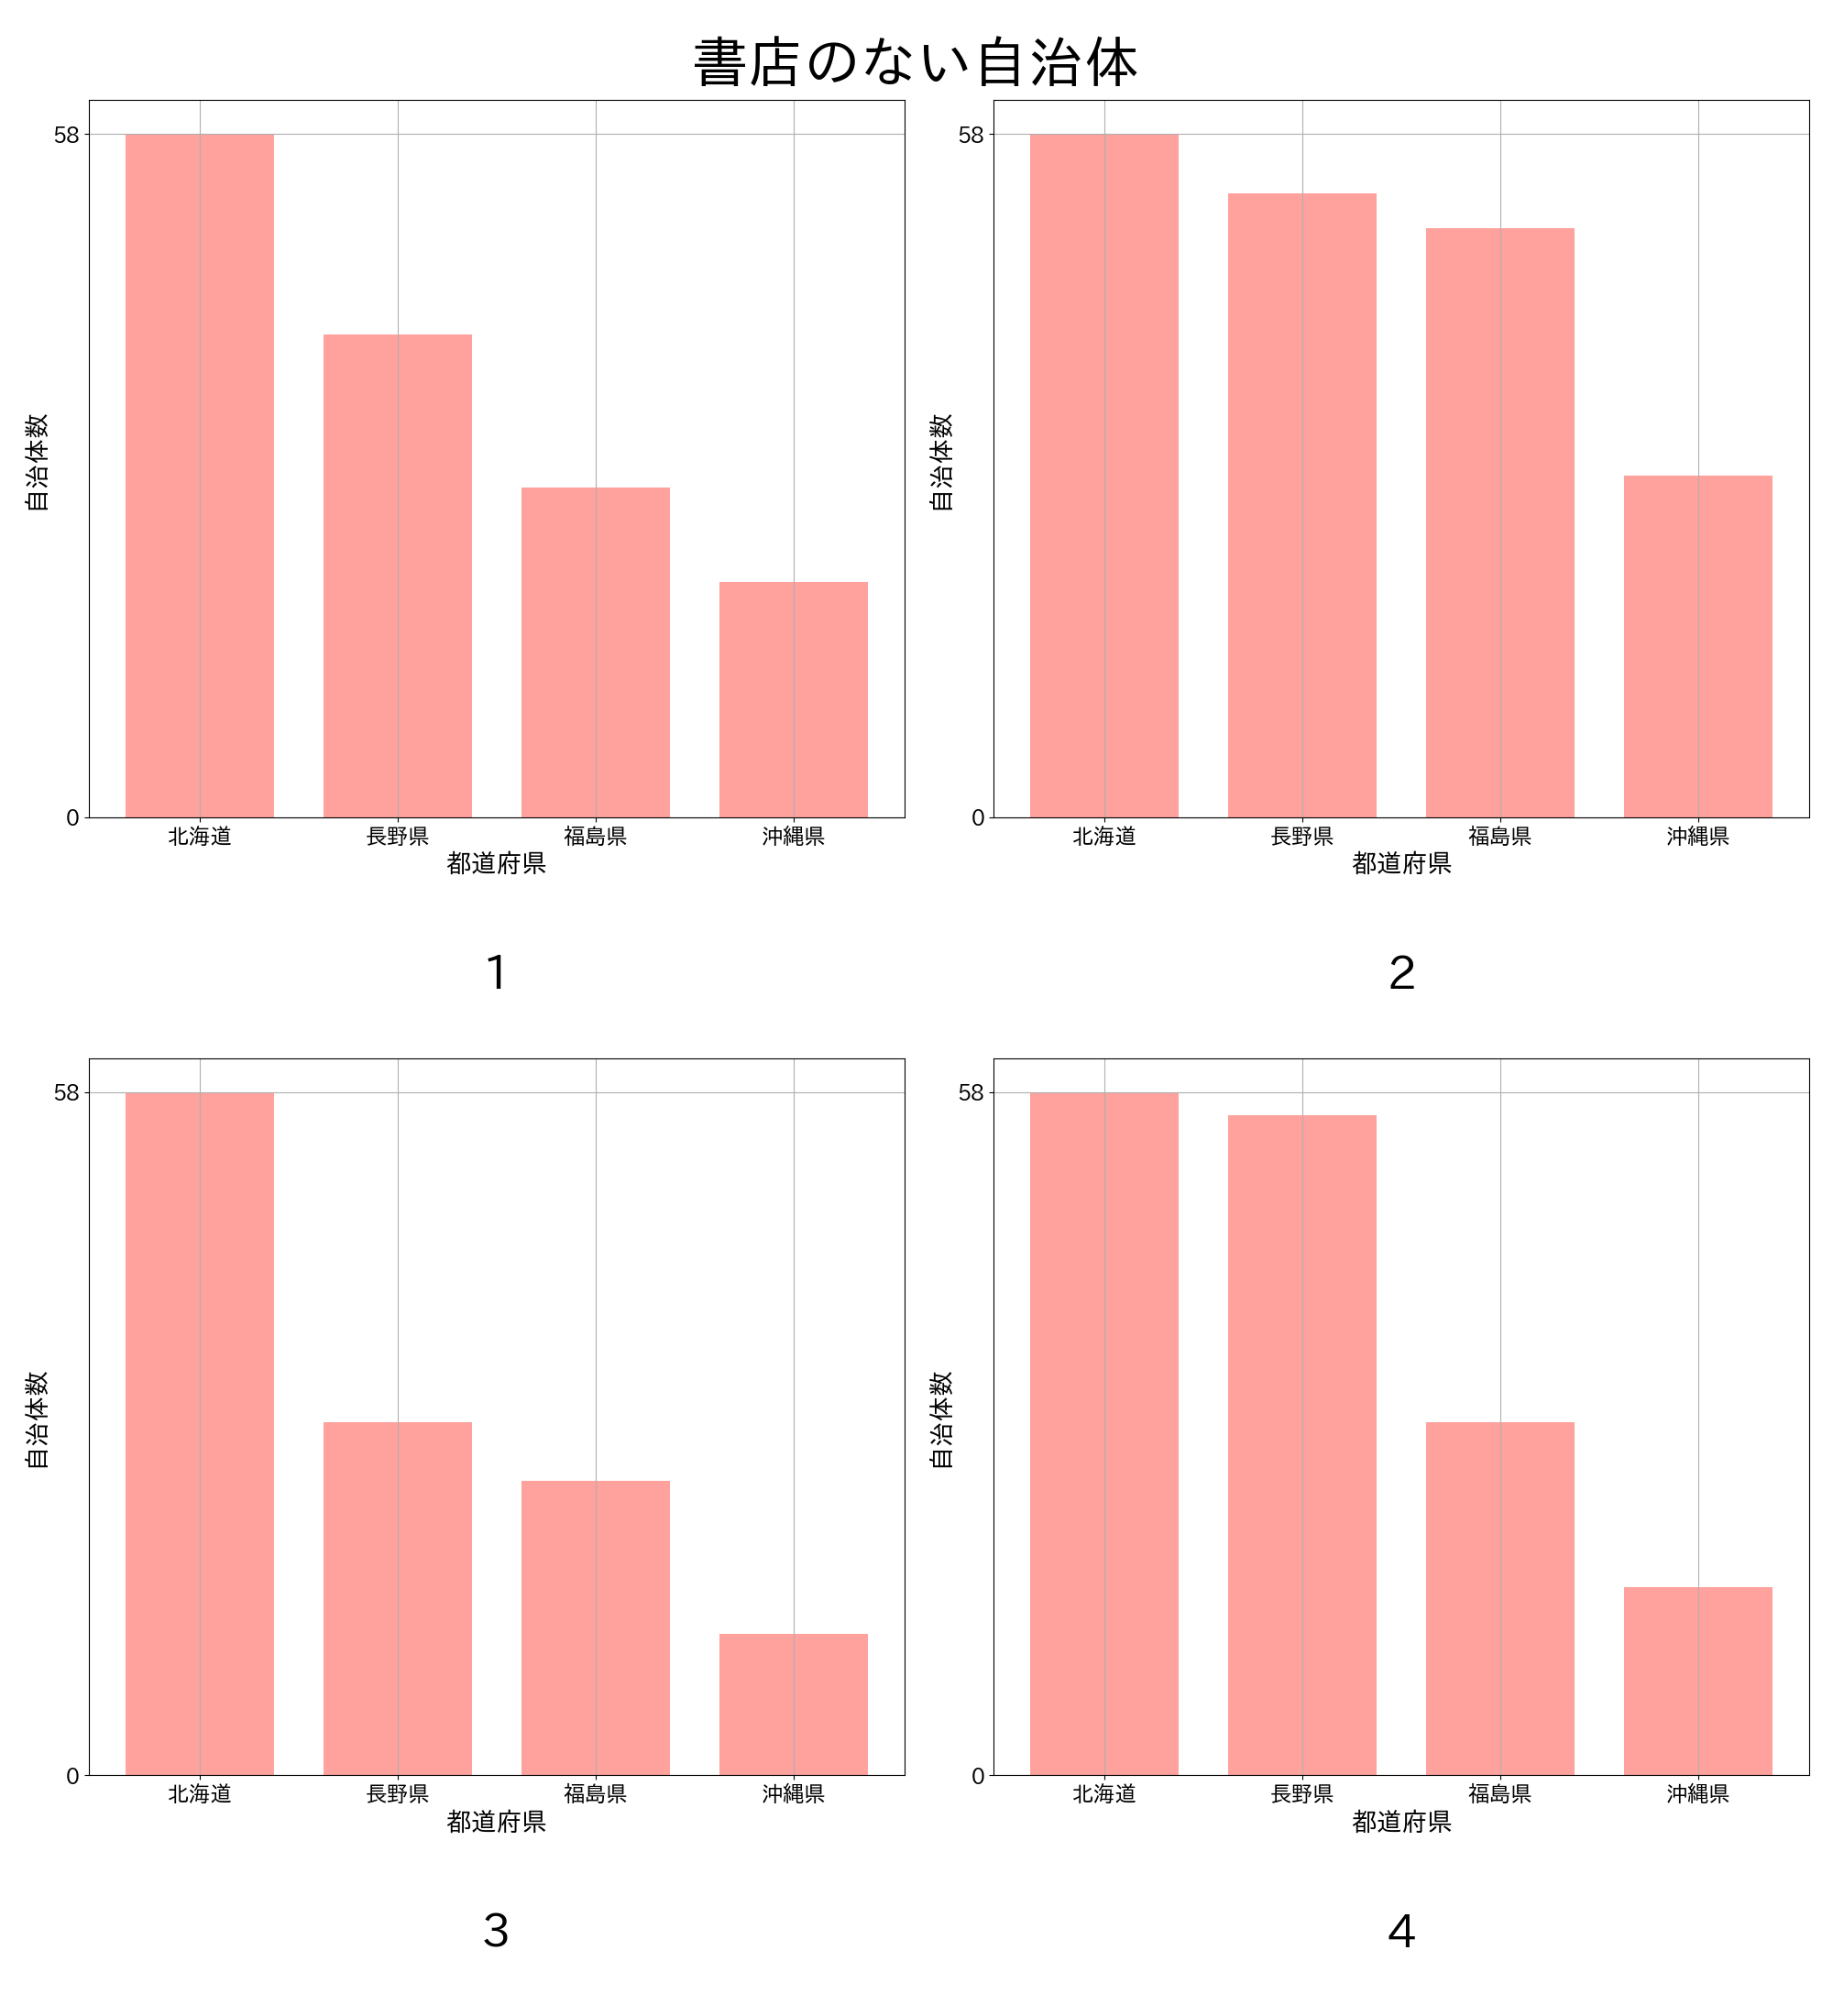 書店のない自治体
58
0
自治体数
北海道 長野県 福島県 沖縄県
都道府県
1
58
0
自治体数
北海道 長野県 福島県 沖縄県
都道府県
2
58
0
自治体数
北海道 長野県 福島県 沖縄県
都道府県
3
58
0
自治体数
北海道 長野県 福島県 沖縄県
都道府県
4